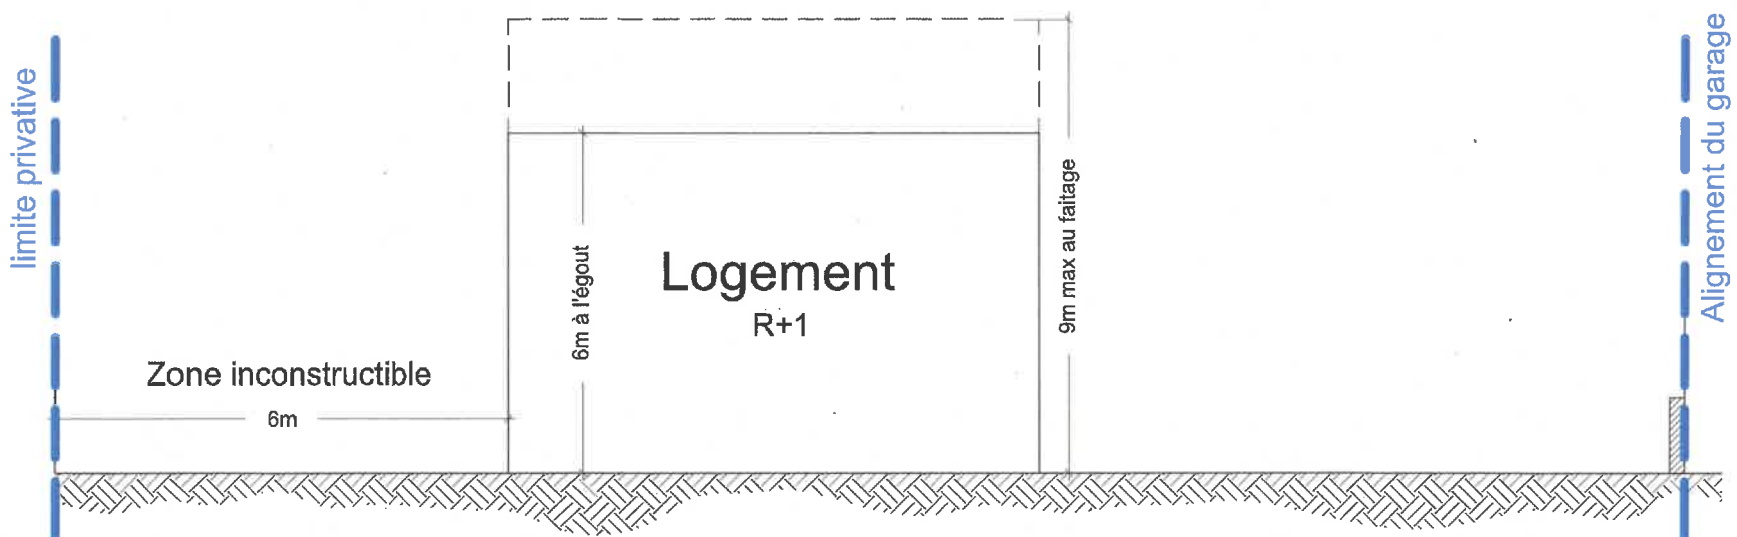 limite privative
Zone inconstructible
6m
6m à l'égout
Logement
R+1
9m max au faitage
Alignement du garage